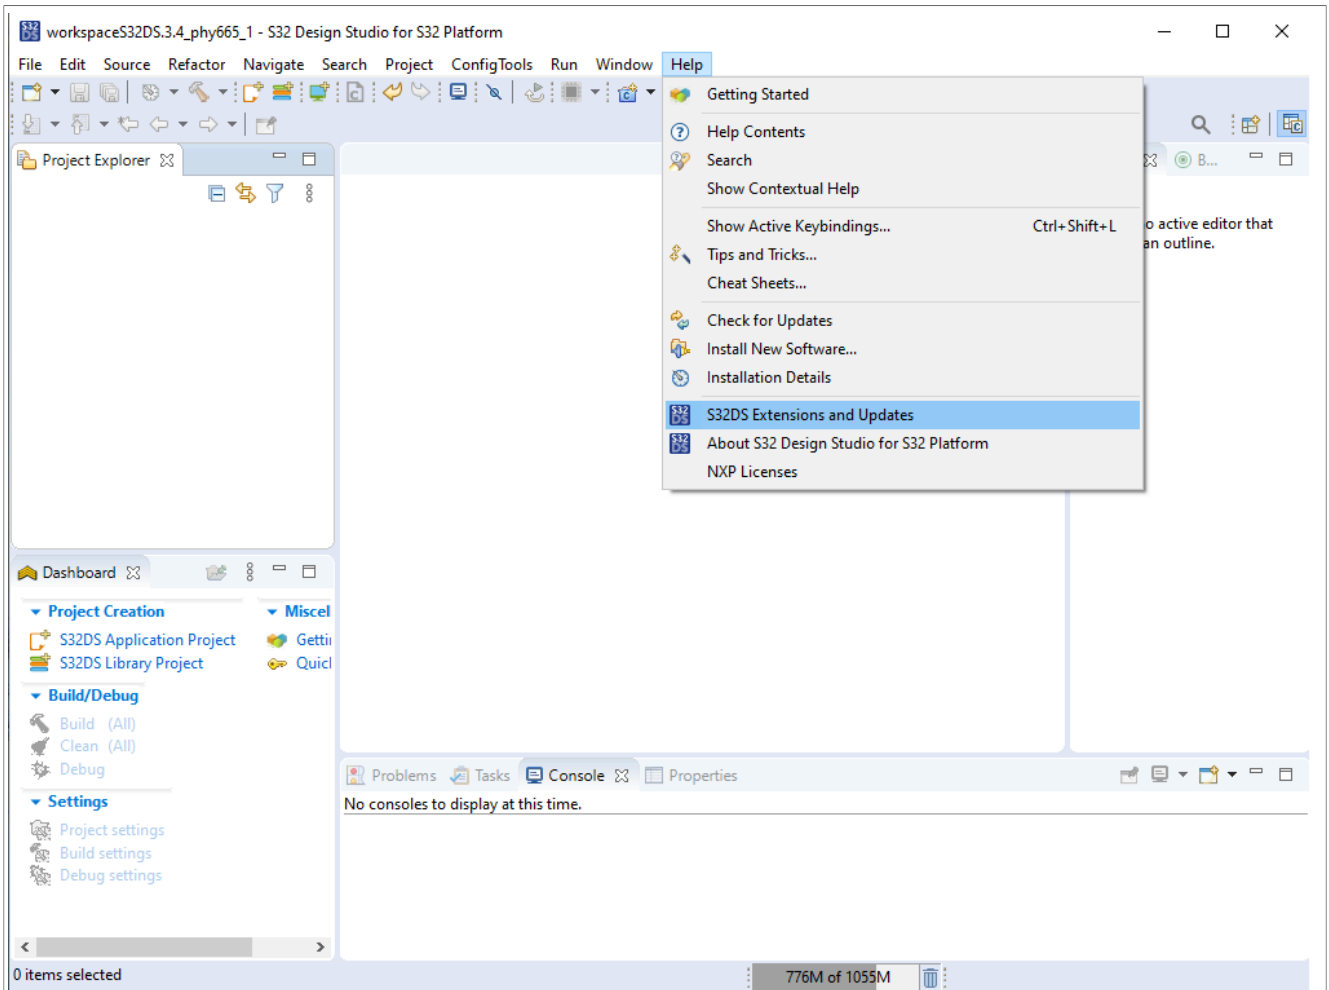 workspaceS32DS.3.4_phy665_1 - S32 Design Studio for S32 Platform
File Edit Source Refactor Navigate Search Project ConfigTools Run Window Help
Getting Started
Help Contents
Search
Show Contextual Help
Show Active Keybindings... Ctrl+Shift+L
Tips and Tricks...
Cheat Sheets...
Check for Updates
Install New Software...
Installation Details
S32DS Extensions and Updates
About S32 Design Studio for S32 Platform
NXP Licenses
Project Explorer
B...
o active editor that
an outline.
Dashboard
Project Creation
S32DS Application Project
S32DS Library Project
Miscel
Gettin
Quicl
Build/Debug
Build (All)
Clean (All)
Debug
Settings
Project settings
Build settings
Debug settings
Problems Tasks Console Properties
No consoles to display at this time.
0 items selected
776M of 1055M